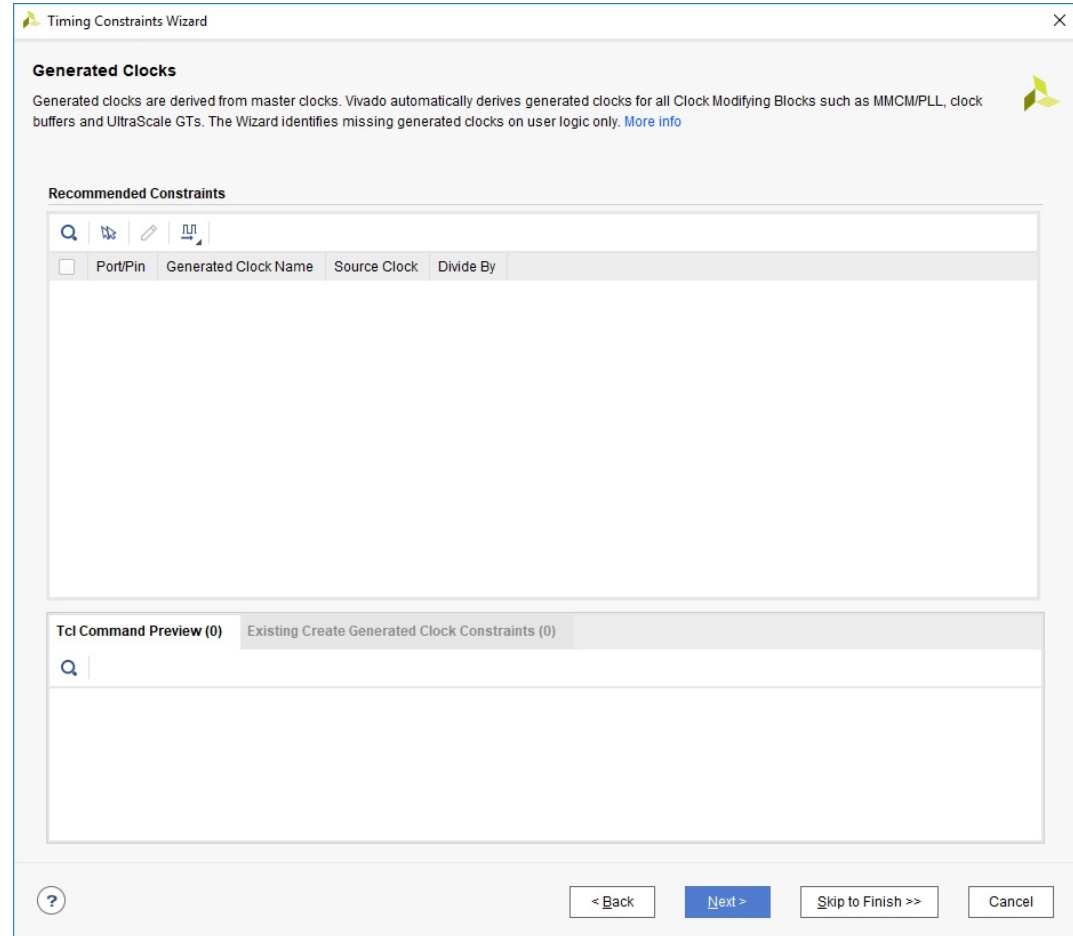 Timing Constraints Wizard
Generated Clocks
Generated clocks are derived from master clocks. Vivado automatically derives generated clocks for all Clock Modifying Blocks such as MMCM/PLL, clock
buffers and UltraScale GTs. The Wizard identifies missing generated clocks on user logic only. More info
Recommended Constraints
Port/Pin Generated Clock Name Source Clock Divide By
Tcl Command Preview (0) Existing Create Generated Clock Constraints (0)
? < Back Next > Skip to Finish >> Cancel